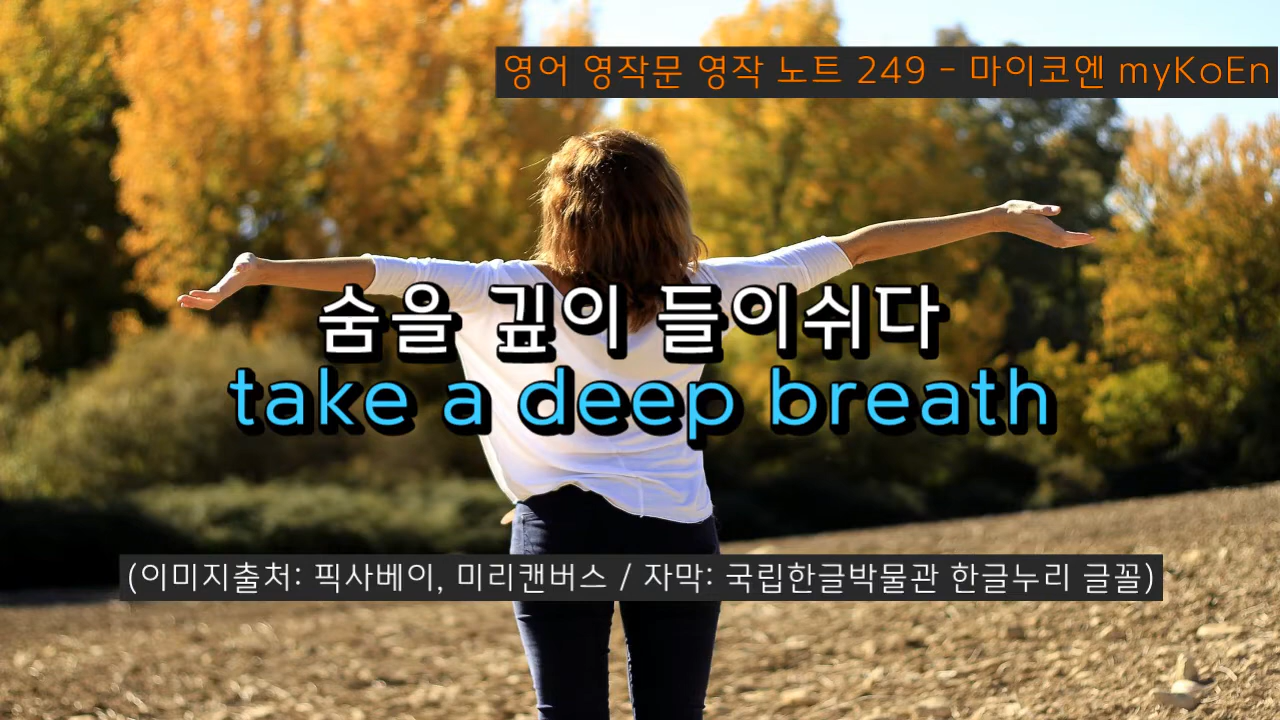 영어 영작문 영작 노트 249 - 마이코엔 myKoEn
숨을 깊이 들이쉬다
take a deep breath
(이미지출처: 픽사베이, 미리캔버스 / 자막: 국립한글박물관 한글누리 글꼴)